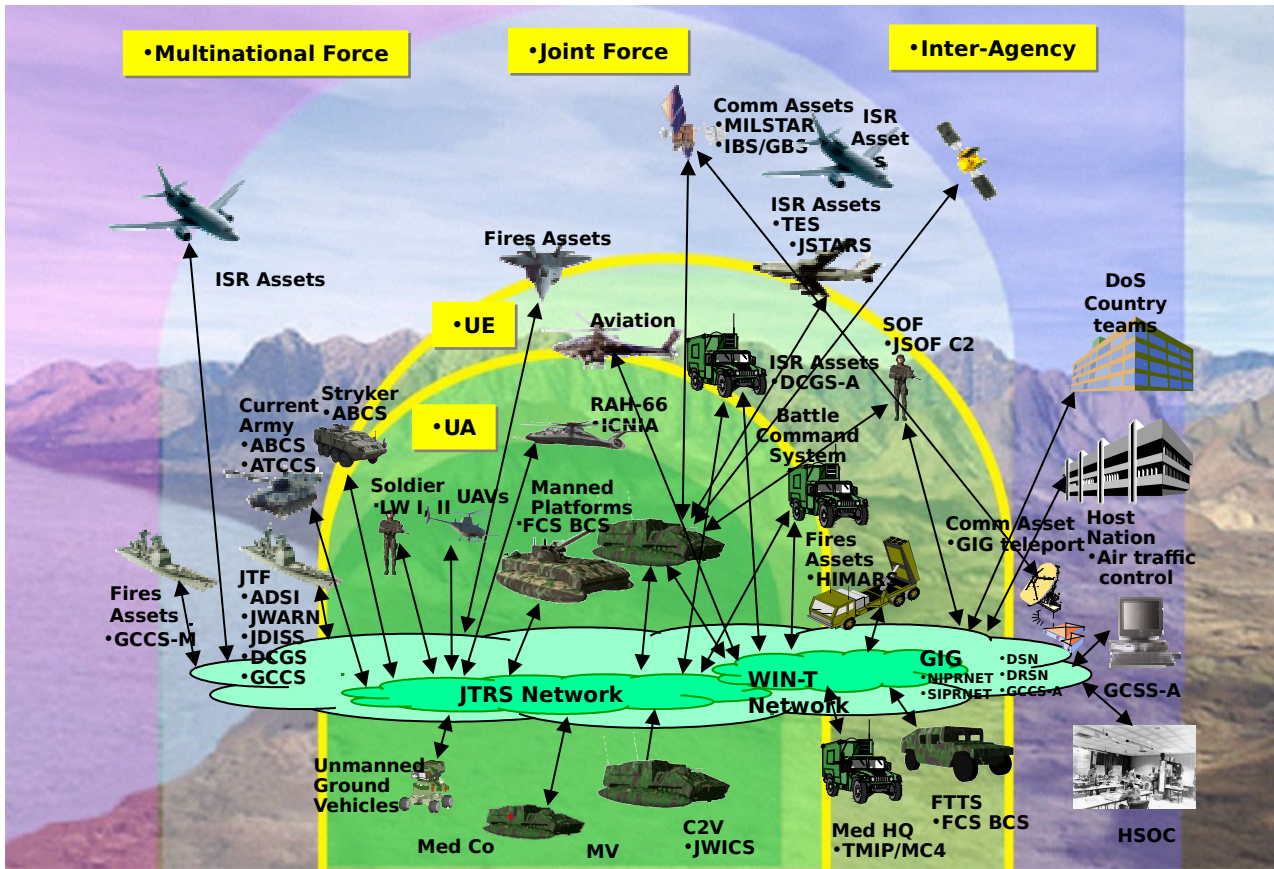 •Multinational Force
•Joint Force
•Inter-Agency
Comm Assets
•MILSTAR
•IBS/GBS
ISR
Asset
s
ISR Assets
•TES
•JSTARS
Fires Assets
ISR Assets
DoS
Country
teams
•UE
Aviation
SOF
•JSOF C2
ISR Assets
•DCGS-A
Stryker
•ABCS
Current
Army
•ABCS
•ATCCS
•UA
RAH-66
•ICNIA
Battle
Command
System
Soldier
•LW I, II
UAVs
Manned
Platforms
•FCS BCS
Fires
Assets
•HIMARS
Comm Asset
•GIG teleport
Host
Nation
•Air traffic
control
Fires
Assets
•GCCS-M
JTF
•ADSI
•JWARN
•JDISS
•DCGS
•GCCS
JTRS Network
WIN-T
Network
GIG
•NIPRNET
•SIPRNET
•DSN
•DRSN
•GCCS-A
GCSS-A
Unmanned
Ground
Vehicles
Med Co
MV
C2V
•JWICS
Med HQ
•TMIP/MC4
FTTS
•FCS BCS
HSOC